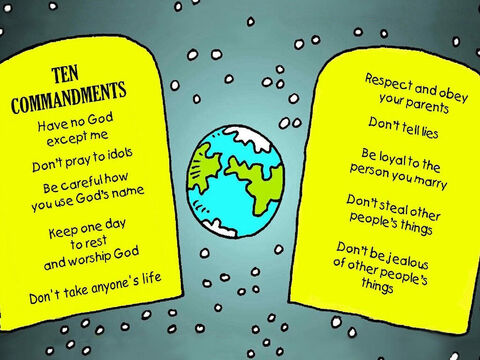 TEN
COMMANDMENTS
Have no God
except me
Don't pray to idols
Be careful how
you use God's name
Keep one day
to rest
and worship God
Don't take anyone's life
Respect and obey
your parents
Don't tell lies
Be loyal to the
person you marry
Don't steal other
people's things
Don't be jealous
of other people's
things